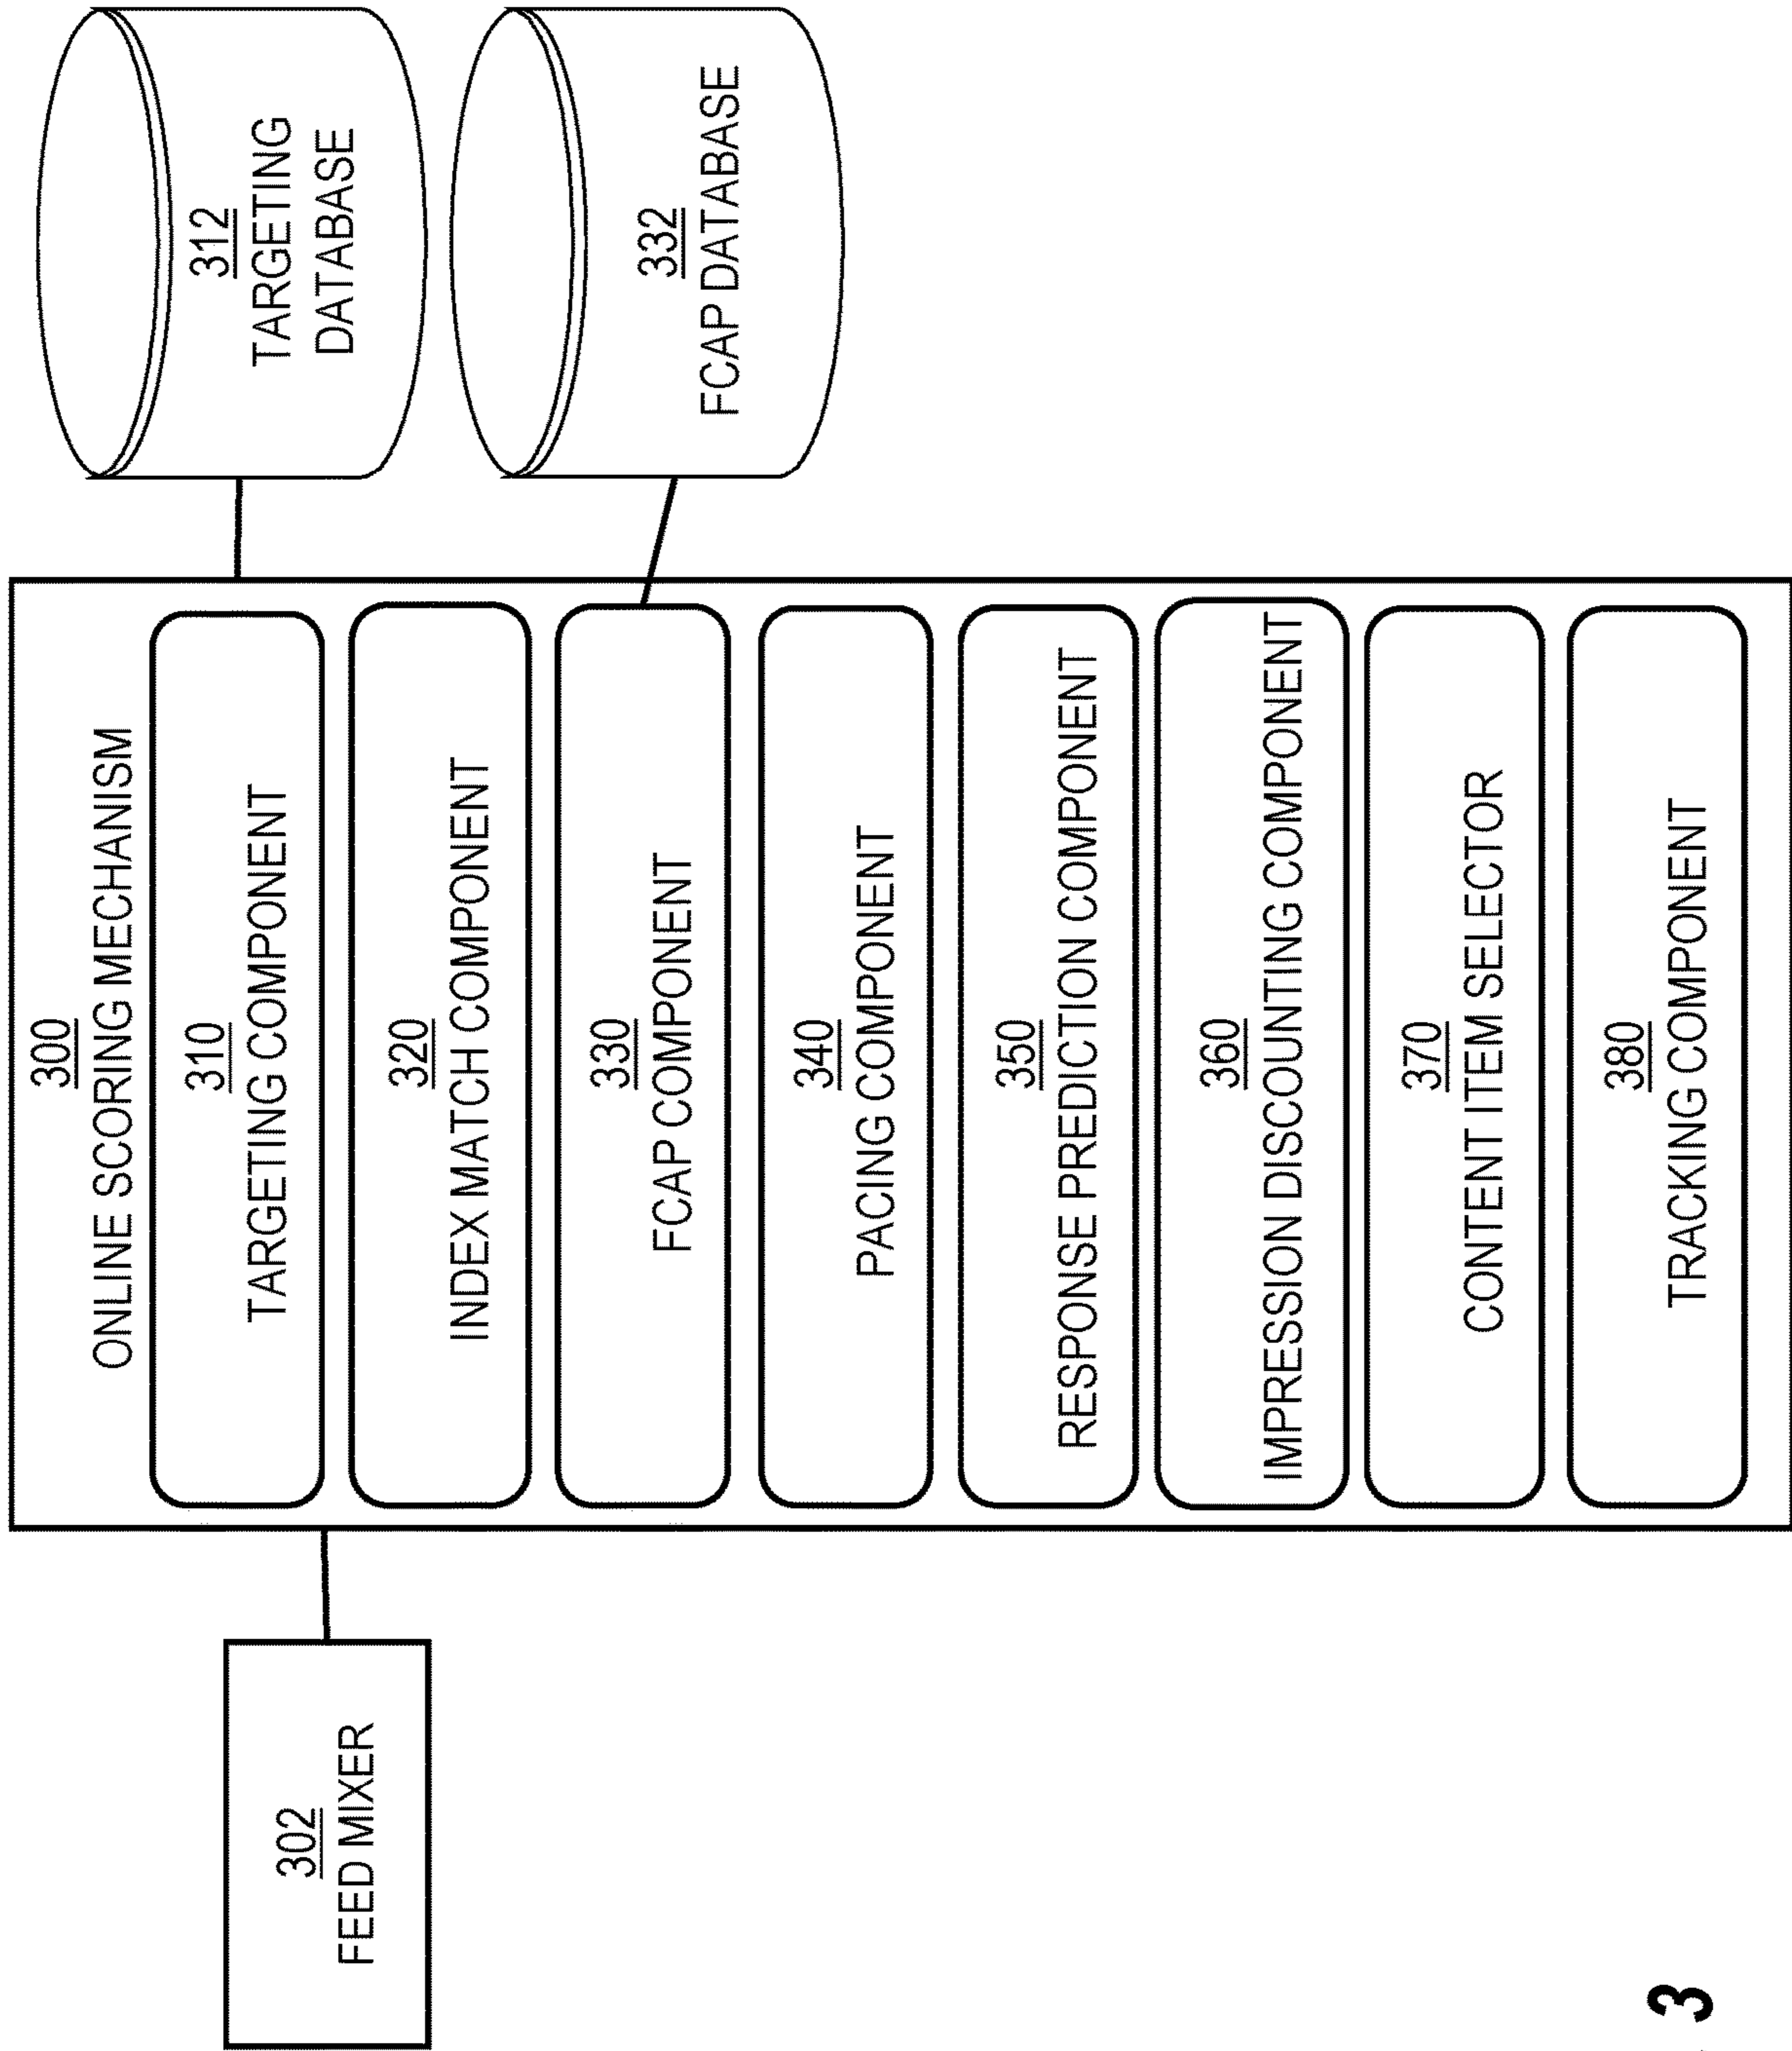 302
FEED MIXER
300
ONLINE SCORING MECHANISM
310
TARGETING COMPONENT
320
INDEX MATCH COMPONENT
330
FCAP COMPONENT
340
PACING COMPONENT
350
RESPONSE PREDICTION COMPONENT
360
IMPRESSION DISCOUNTING COMPONENT
370
CONTENT ITEM SELECTOR
380
TRACKING COMPONENT
312
TARGETING
DATABASE
332
FCAP DATABASE
3